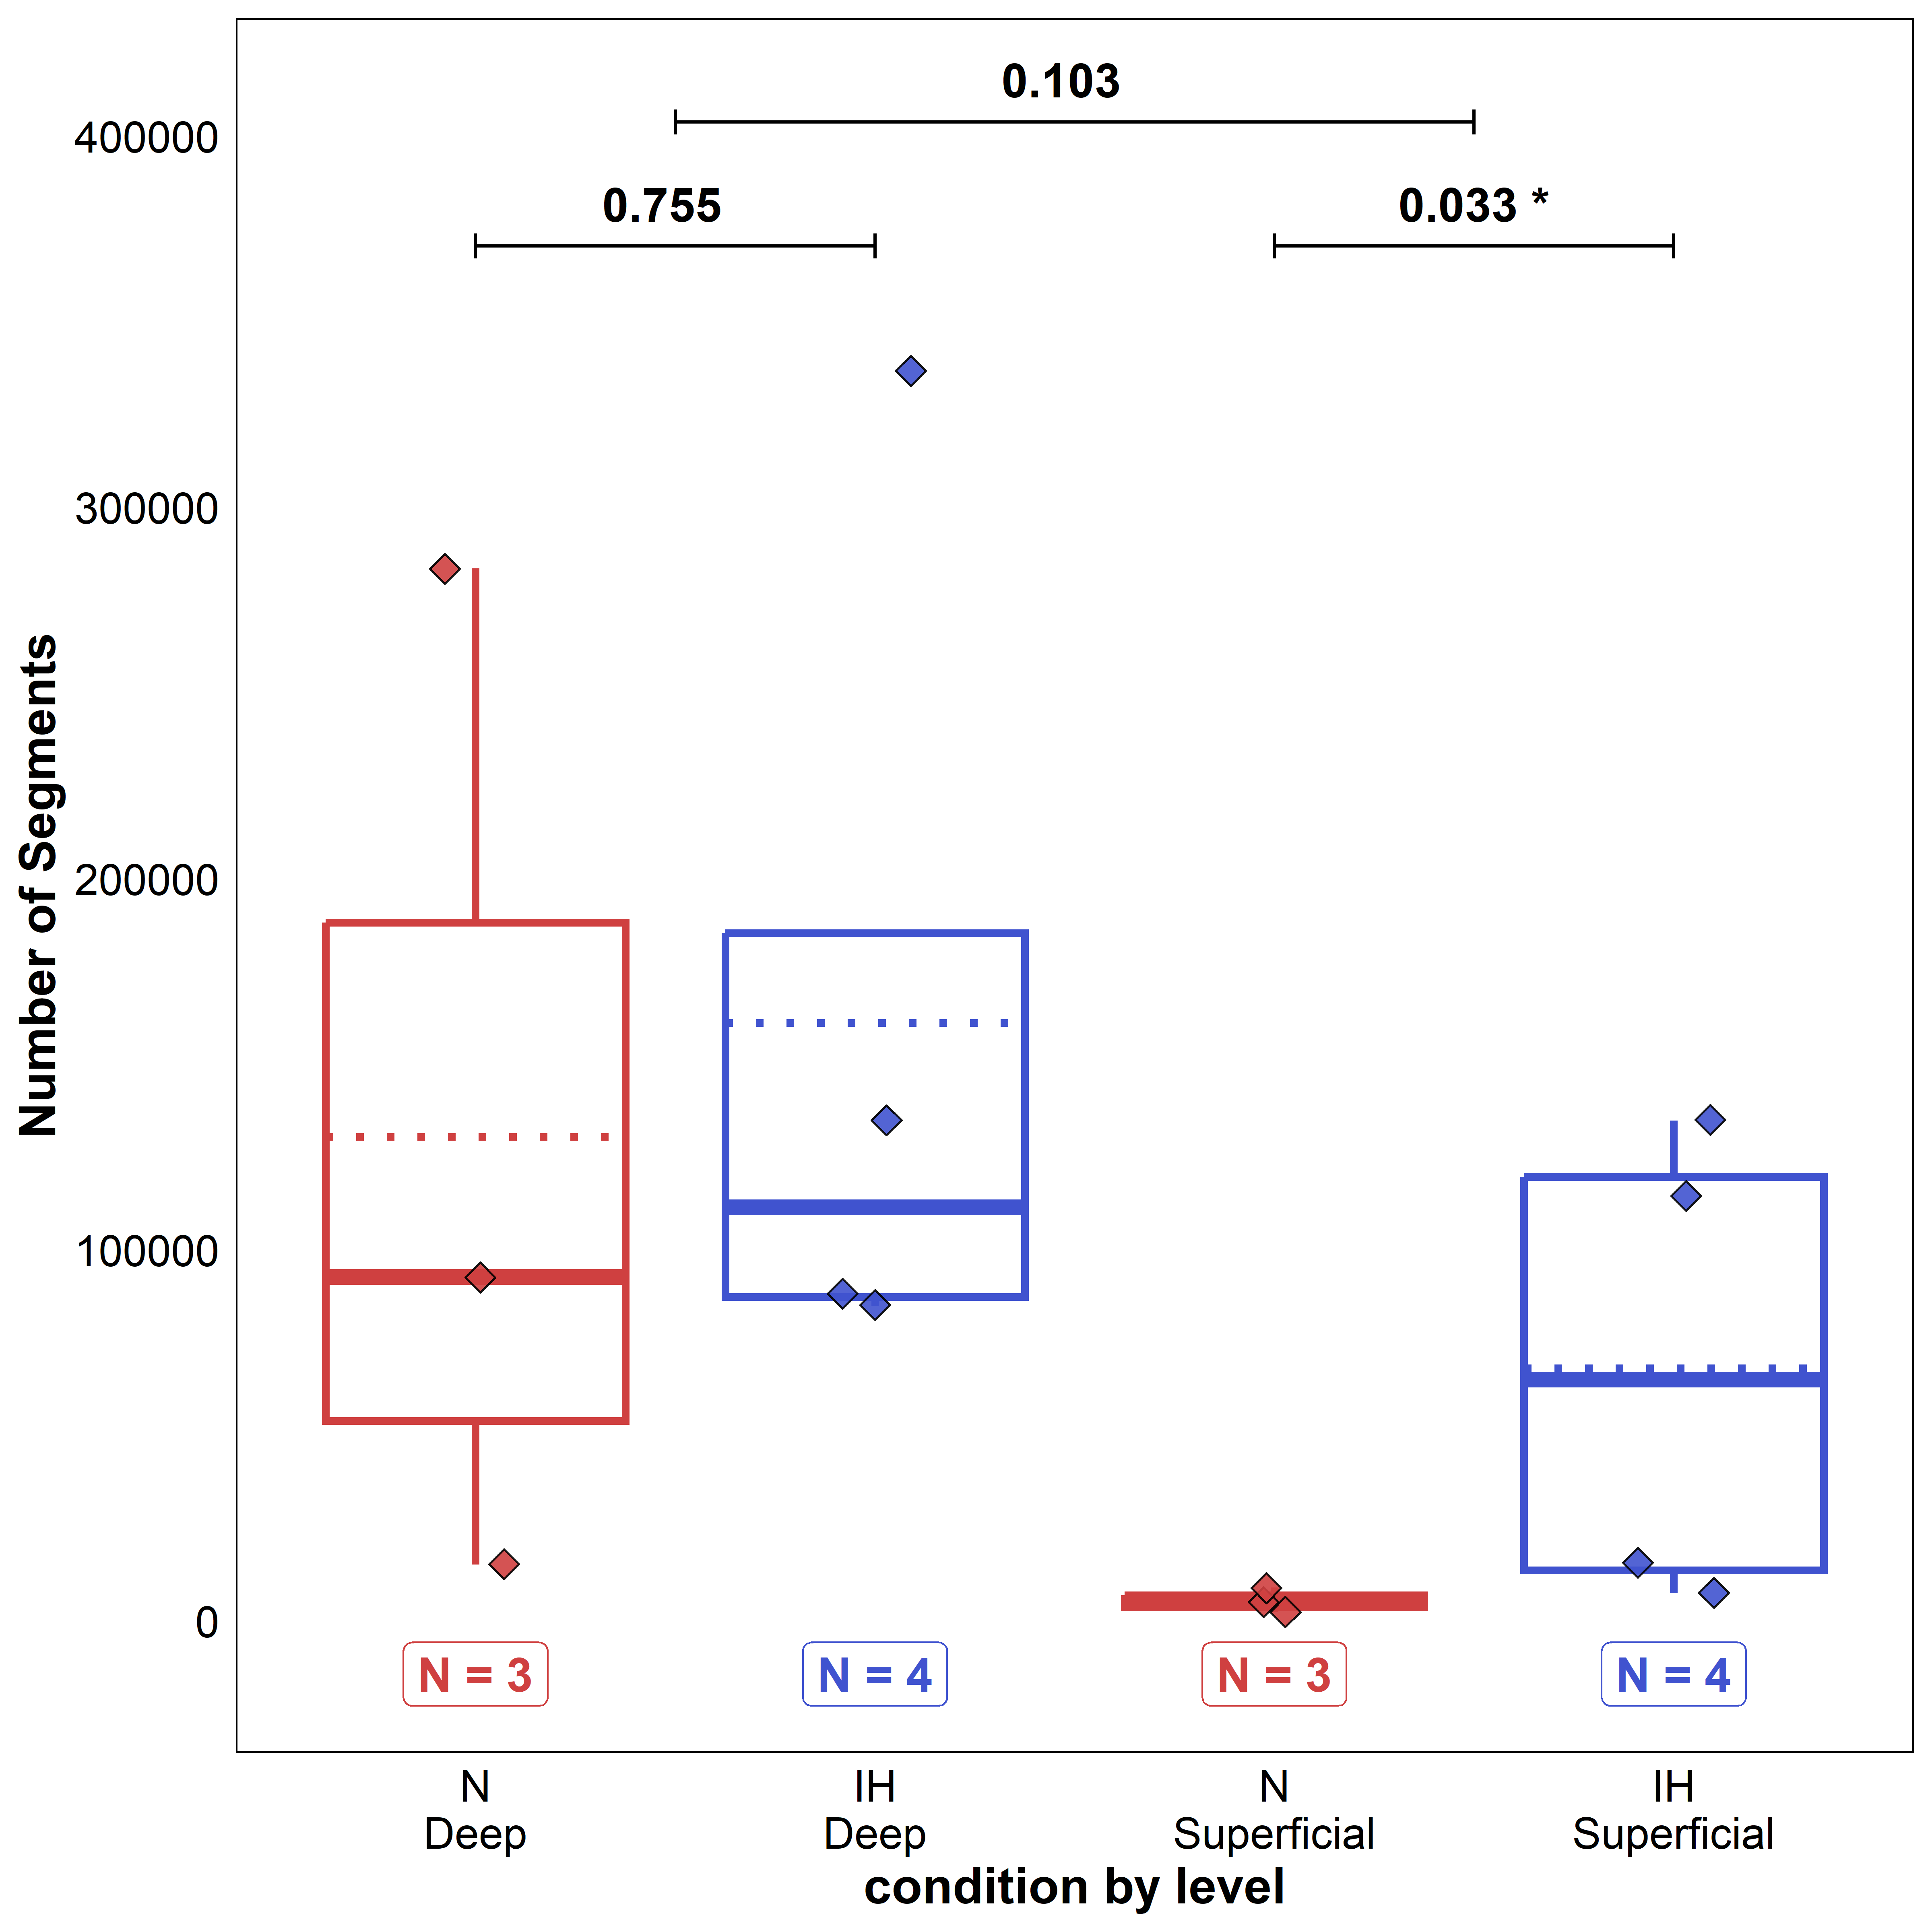 0.103
0.755
0.033 *
400000
300000
200000
100000
0
Number of Segments
N = 3
N = 4
N = 3
N = 4
N
Deep
IH
Deep
N
Superficial
IH
Superficial
condition by level